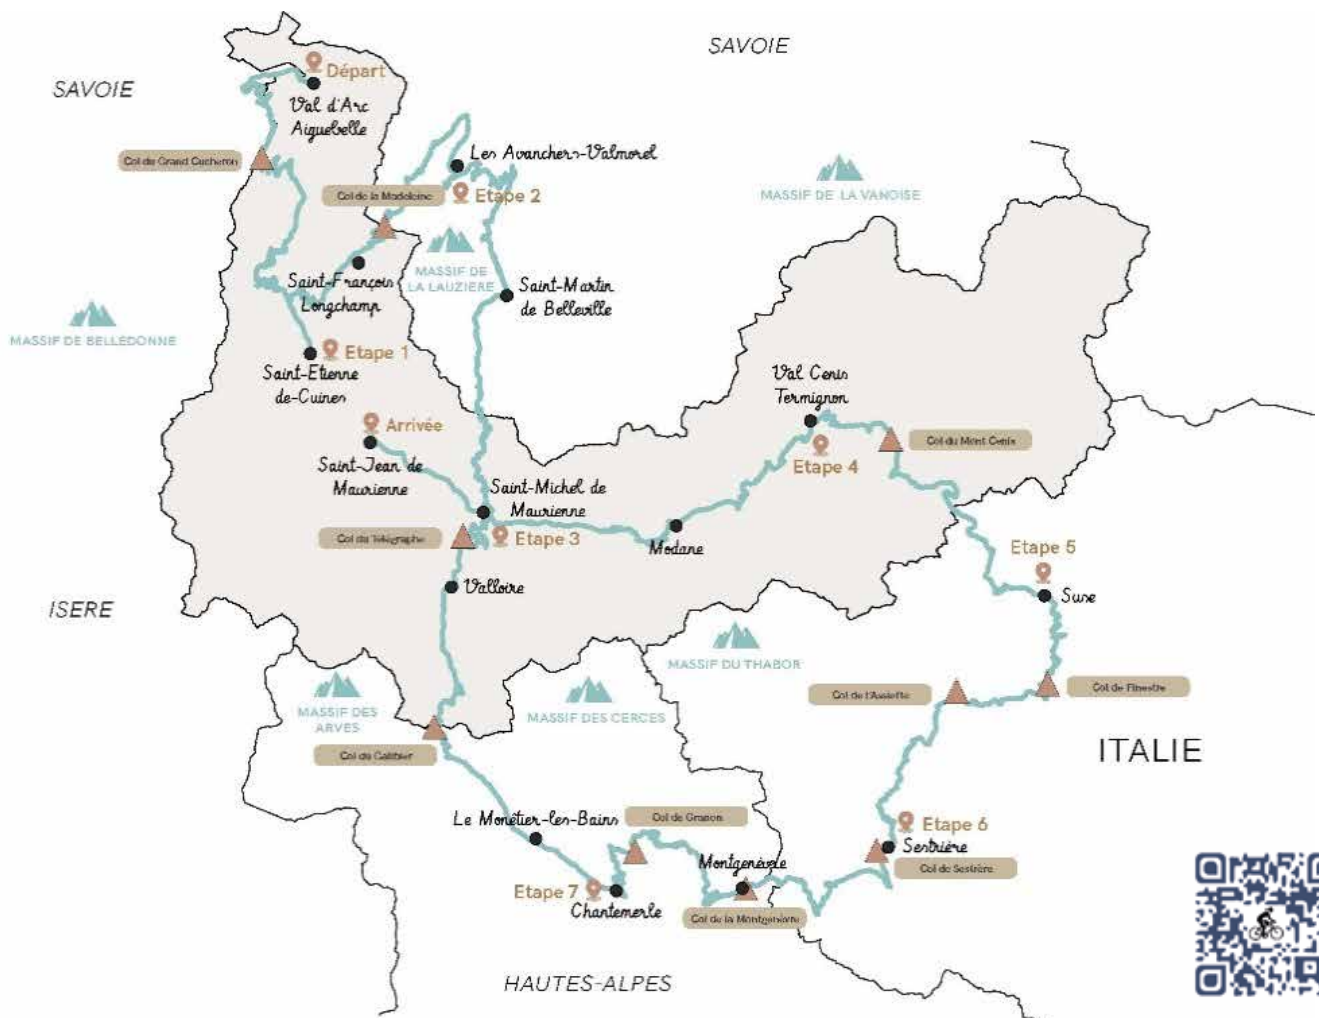 SAVOIE
SAVOIE
Départ
Val d'Arc
Aiguebelle
Col du Grand Cucheron
Les Avanchers-Valmorel
Col de la Madeleine
Etape 2
MASSIF DE LA VANOISE
MASSIF DE
LA LAUZIERE
Saint-François
Longchamp
Saint-Martin
de Belleville
MASSIF DE BELLEDONNE
Etape 1
Saint-Etienne
de-Cuines
Val Cenis
Termignon
Arrivée
Saint-Jean de
Maurienne
Etape 4
Col du Mont Cenis
Saint-Michel de
Maurienne
Col du Télégraphe
Etape 3
Modane
Etape 5
Suse
Valloire
ISERE
MASSIF DU THABOR
MASSIF DES
ARVES
MASSIF DES CERCES
Col de l'Assiette
Col de Finestre
Col du Galibier
ITALIE
Le Monêtier-les-Bains
Col de Granon
Etape 6
Sestrière
Montgenèvre
Col de Sestrère
Etape 7
Chantemerle
Col de la Montgenèvre
HAUTES-ALPES